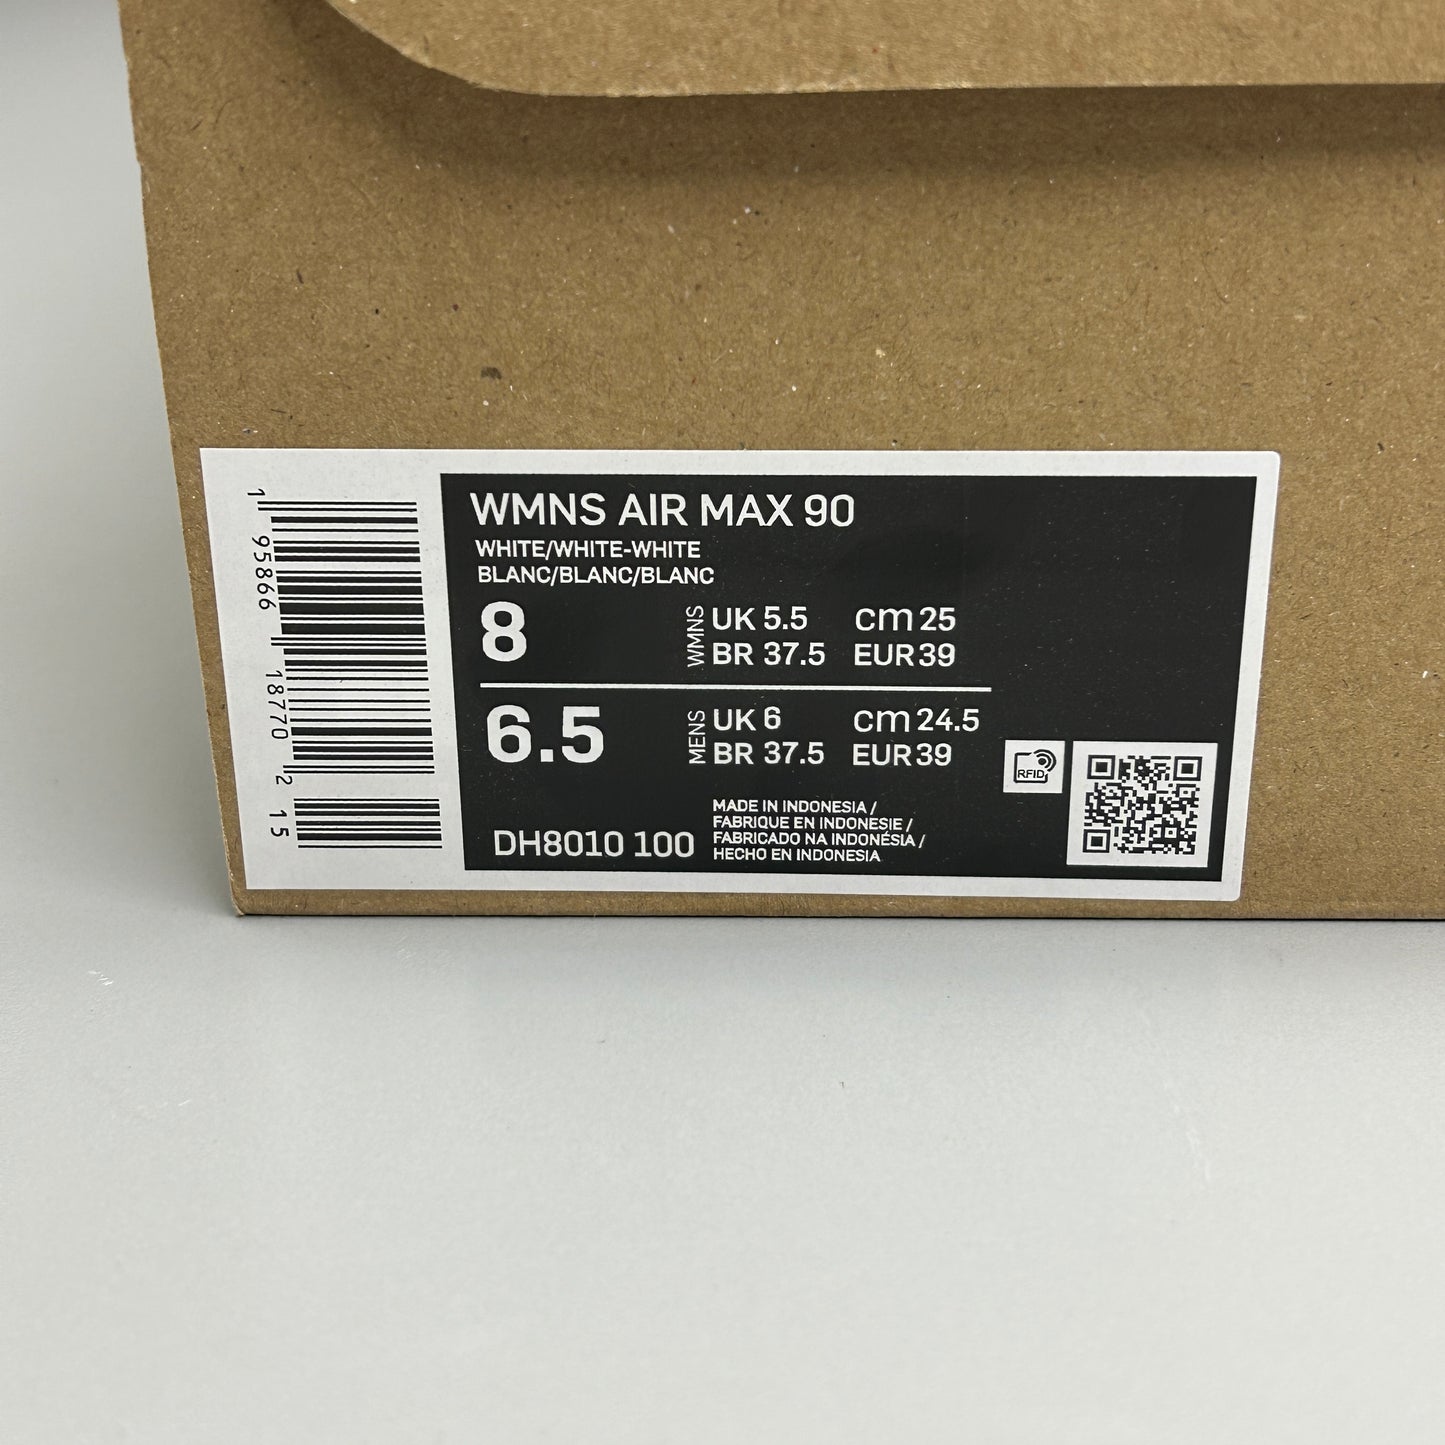 1 95866 18770 2 15
WMNS AIR MAX 90
WHITE/WHITE-WHITE
BLANC/BLANC/BLANC
8 WMNS UK 5.5 cm 25
BR 37.5 EUR 39
6.5 MENS UK 6 cm 24.5
BR 37.5 EUR 39
RFID
DH8010 100
MADE IN INDONESIA /
FABRIQUE EN INDONESIE /
FABRICADO NA INDONÉSIA /
HECHO EN INDONESIA